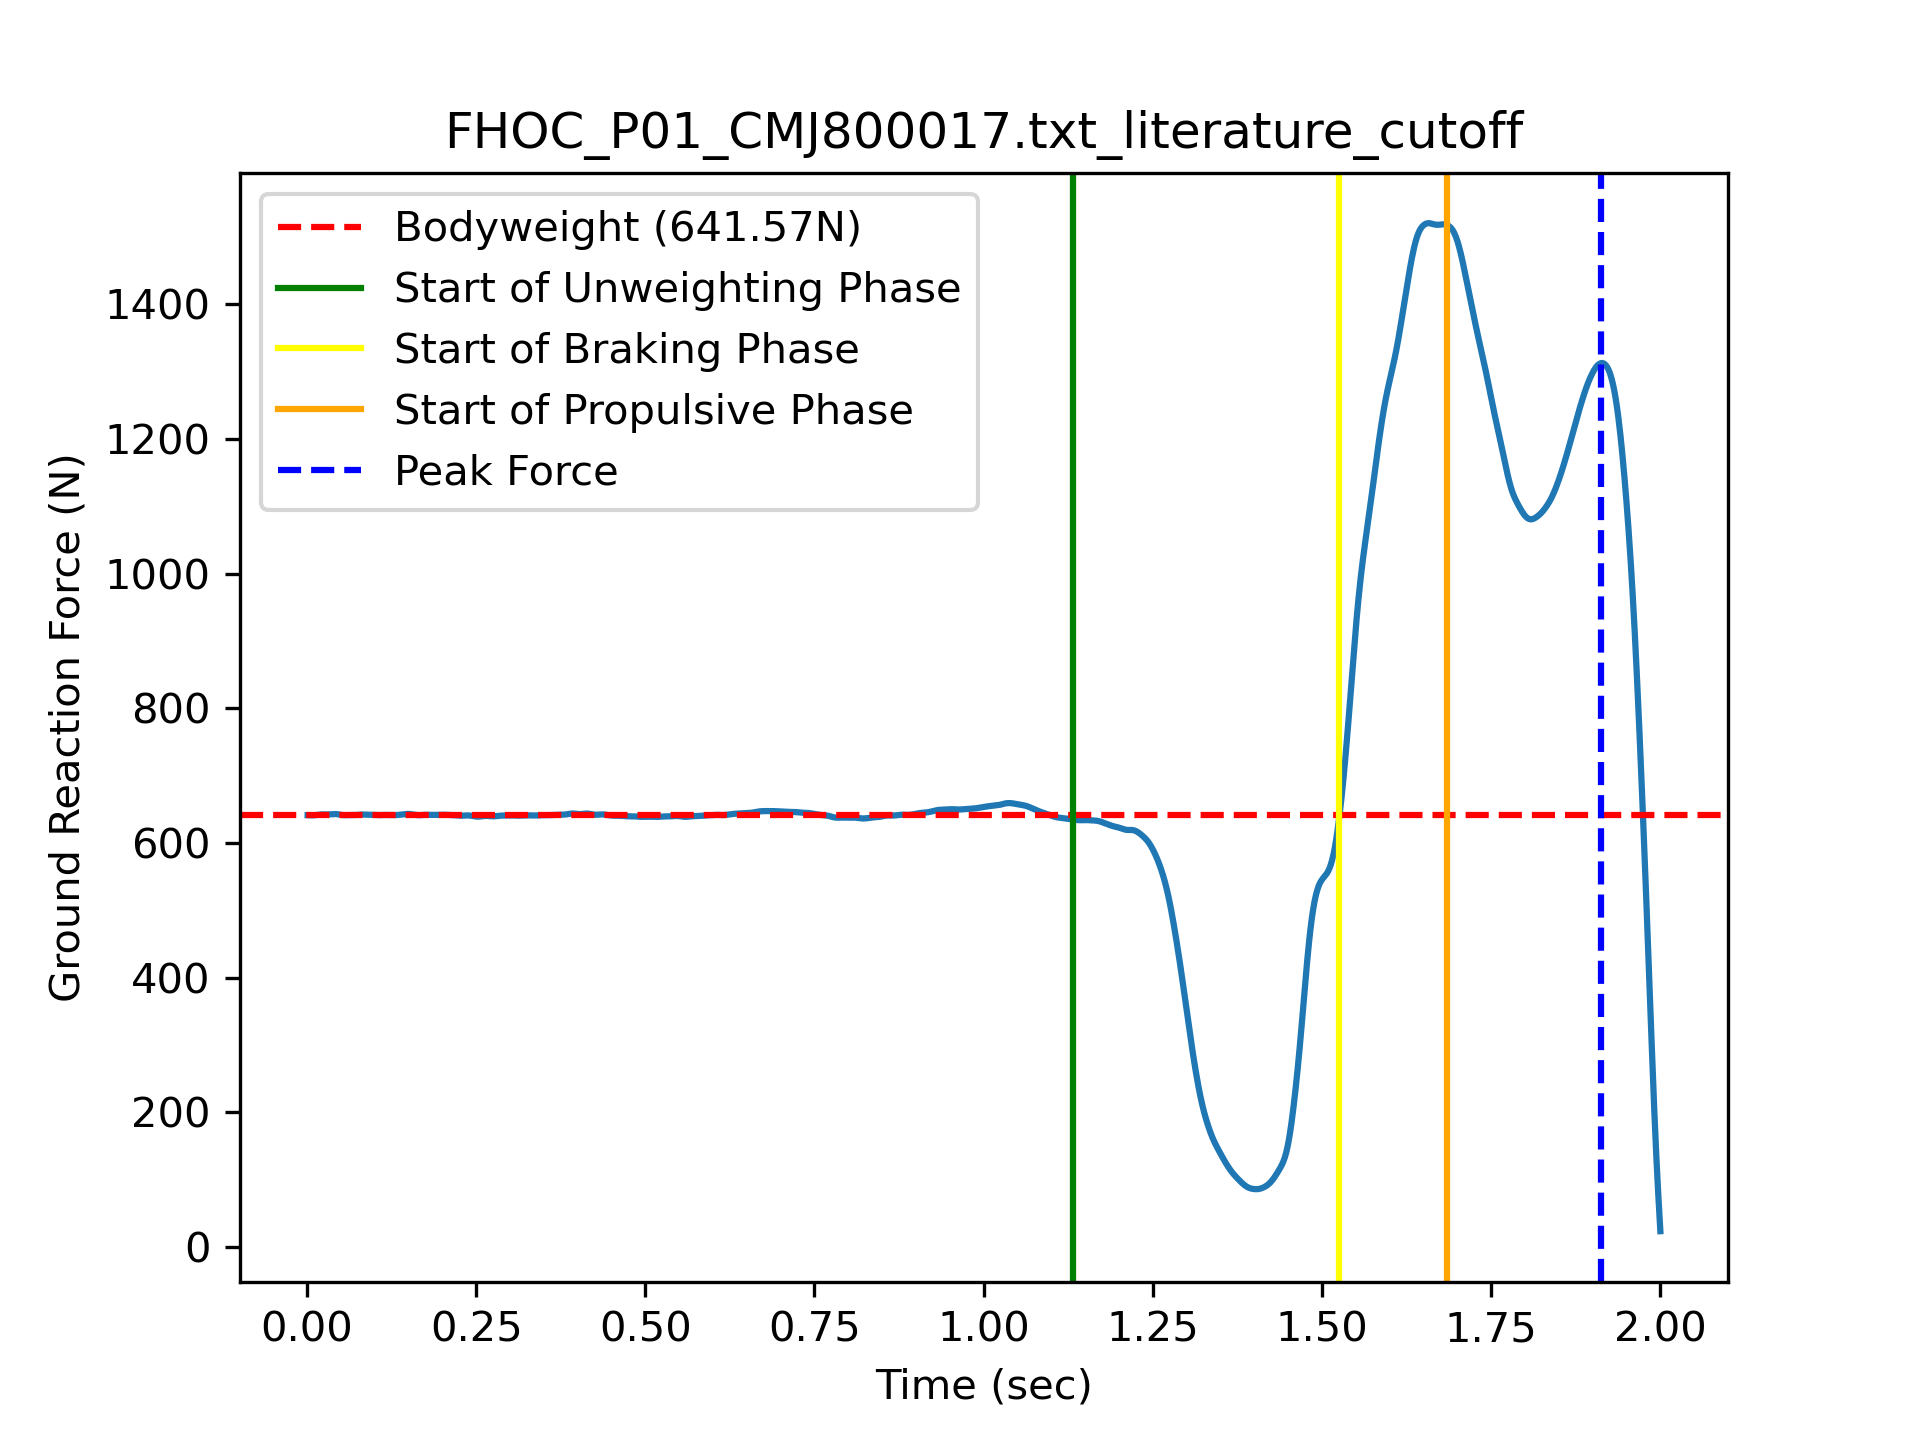 FHOC_P01_CMJ800017.txt_literature_cutoff
Bodyweight (641.57N)
Start of Unweighting Phase
Start of Braking Phase
Start of Propulsive Phase
Peak Force
Ground Reaction Force (N)
1400
1200
1000
800
600
400
200
0
0.00 0.25 0.50 0.75 1.00 1.25 1.50 1.75 2.00
Time (sec)